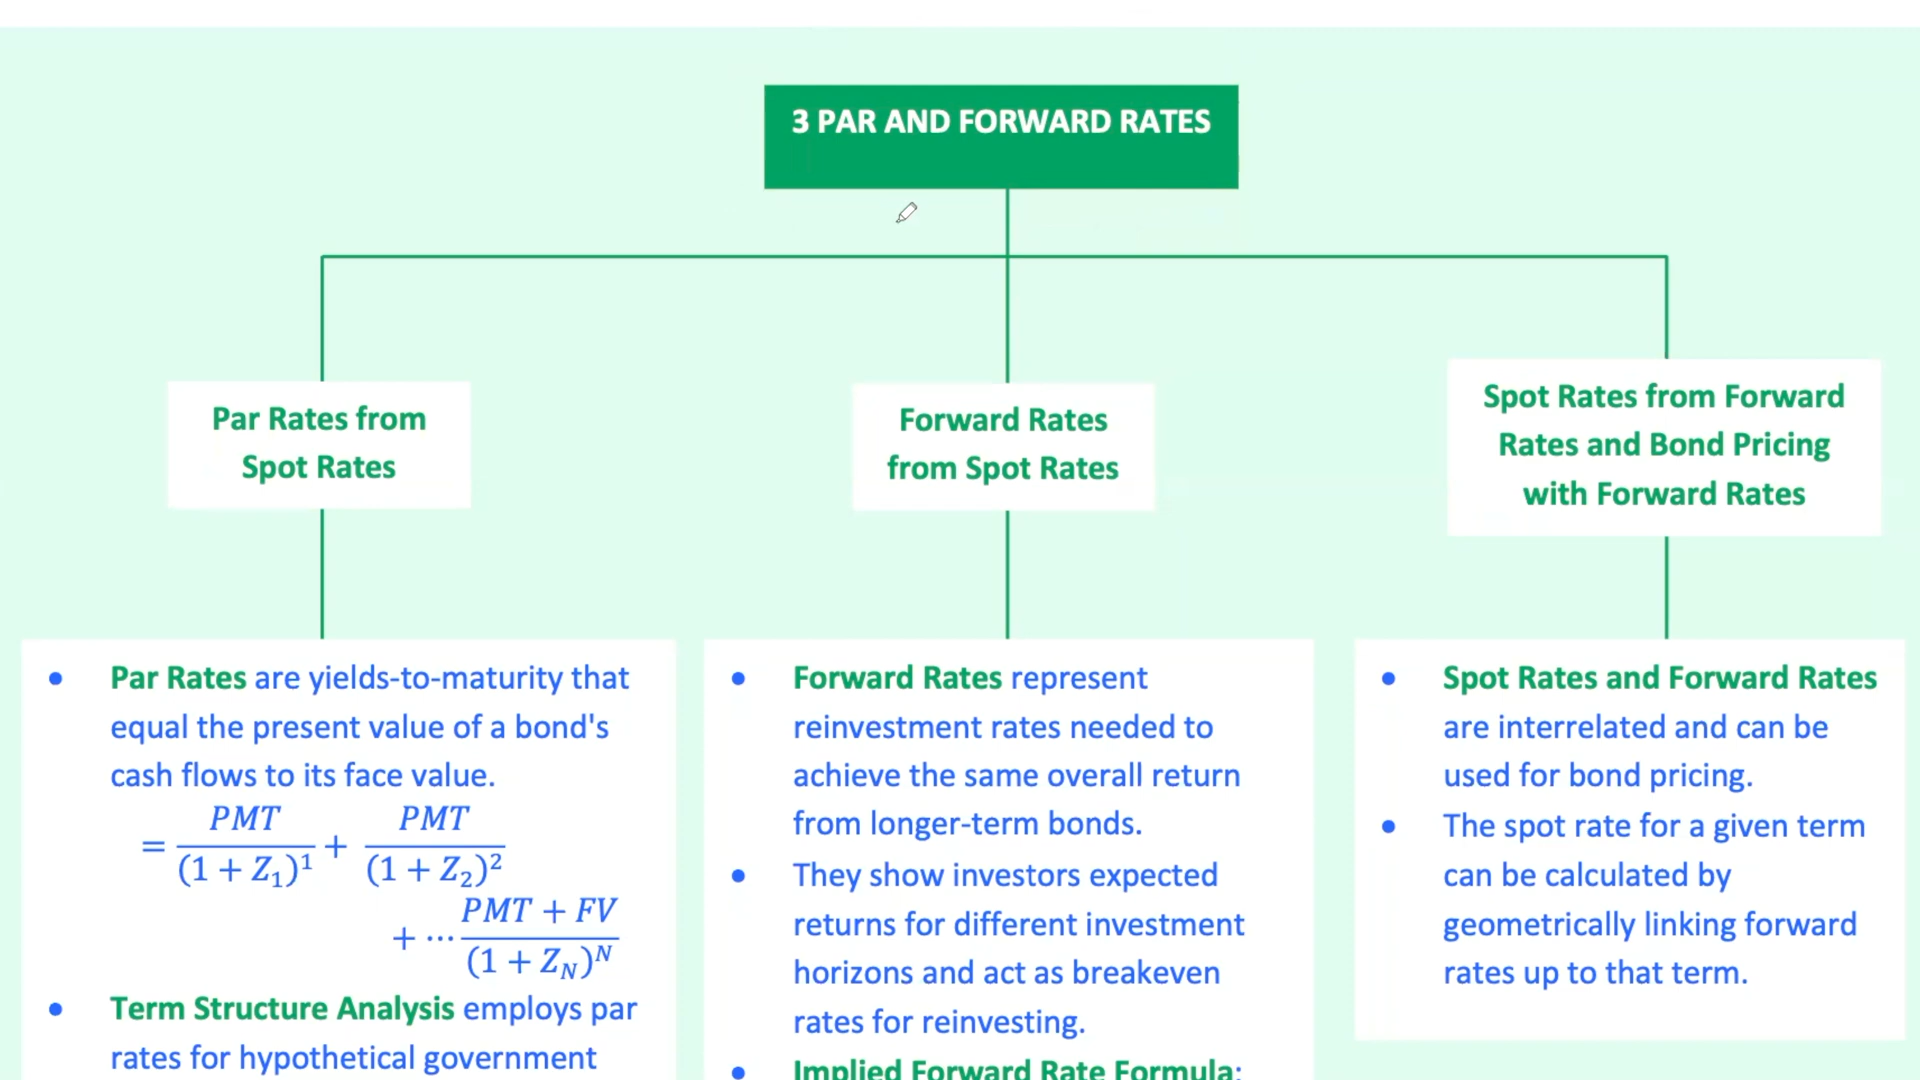 3 PAR AND FORWARD RATES
Par Rates from
Spot Rates
Forward Rates
from Spot Rates
Spot Rates from Forward
Rates and Bond Pricing
with Forward Rates
• Par Rates are yields-to-maturity that
equal the present value of a bond's
cash flows to its face value.
= PMT/(1 + Z₁)¹ + PMT/(1 + Z₂)²
+ ⋯ PMT + FV/(1 + Z_N)^N
• Term Structure Analysis employs par
rates for hypothetical government
• Forward Rates represent
reinvestment rates needed to
achieve the same overall return
from longer-term bonds.
• They show investors expected
returns for different investment
horizons and act as breakeven
rates for reinvesting.
• Implied Forward Rate Formula:
• Spot Rates and Forward Rates
are interrelated and can be
used for bond pricing.
• The spot rate for a given term
can be calculated by
geometrically linking forward
rates up to that term.